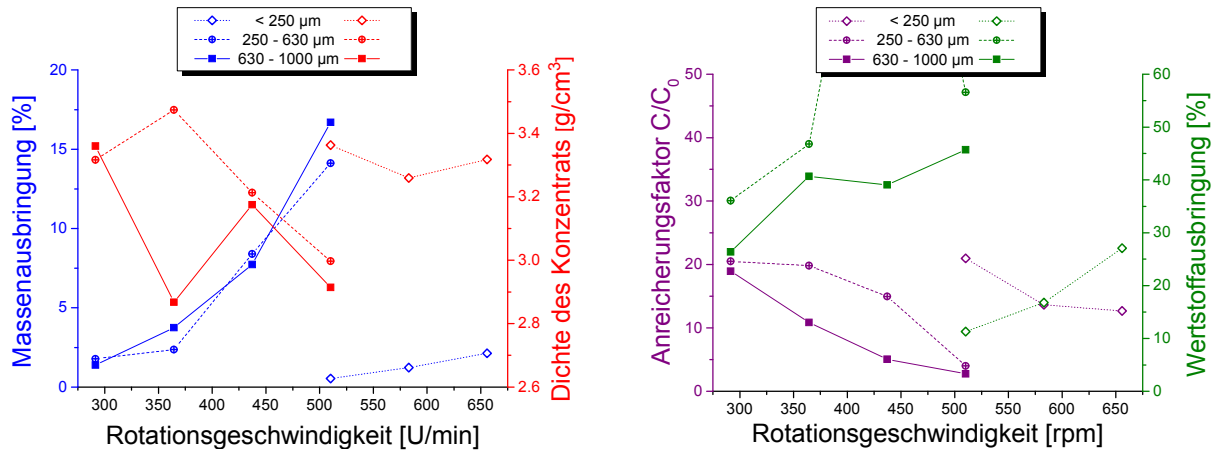 < 250 µm
250 - 630 µm
630 - 1000 µm
Massenausbringung [%]
20
15
10
5
0
Dichte des Konzentrats [g/cm³]
3.6
3.4
3.2
3.0
2.8
2.6
300 350 400 450 500 550 600 650
Rotationsgeschwindigkeit [U/min]
< 250 µm
250 - 630 µm
630 - 1000 µm
Anreicherungsfaktor C/C₀
50
40
30
20
10
0
Wertstoffausbringung [%]
60
50
40
30
20
10
0
300 350 400 450 500 550 600 650
Rotationsgeschwindigkeit [rpm]